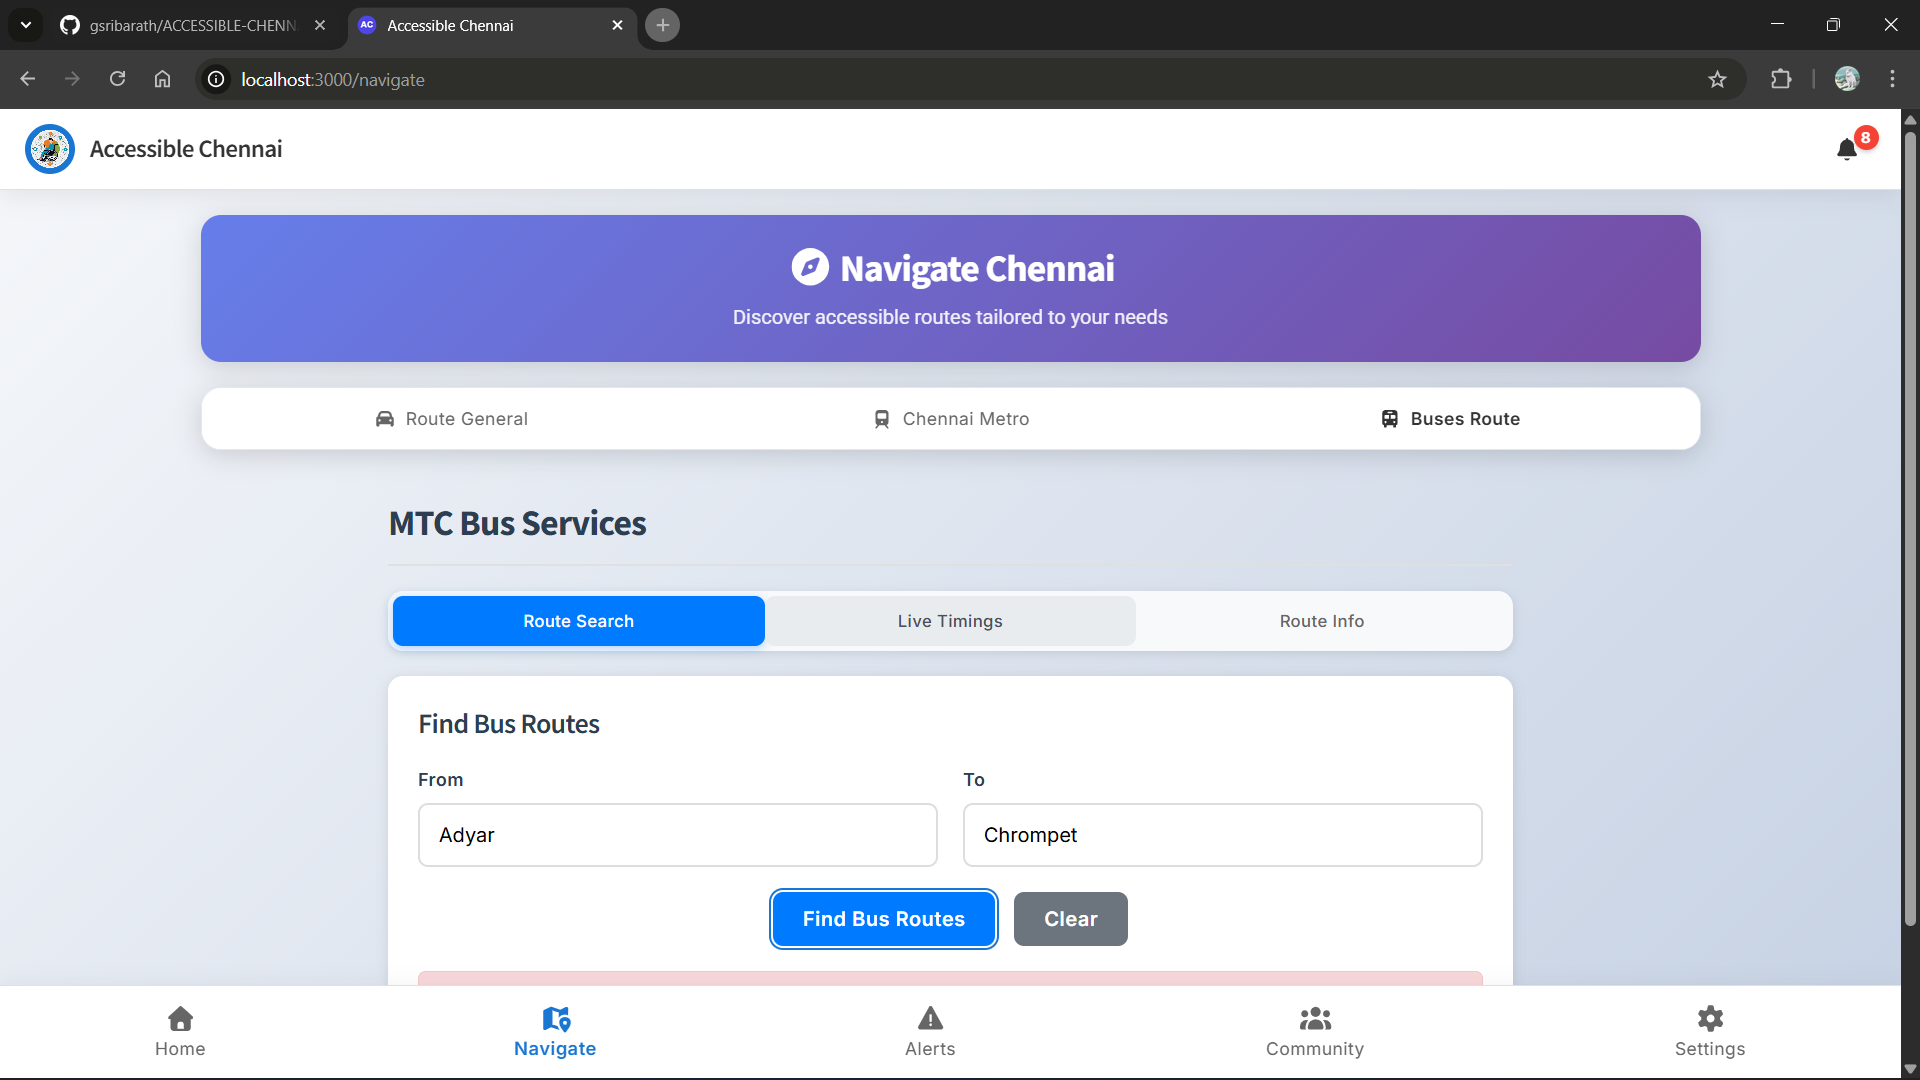 gsribarath/ACCESSIBLE-CHENN
AC Accessible Chennai
localhost:3000/navigate
Accessible Chennai
8
Navigate Chennai
Discover accessible routes tailored to your needs
Route General Chennai Metro Buses Route
MTC Bus Services
Route Search Live Timings Route Info
Find Bus Routes
From To
Adyar Chrompet
Find Bus Routes Clear
Home Navigate Alerts Community Settings